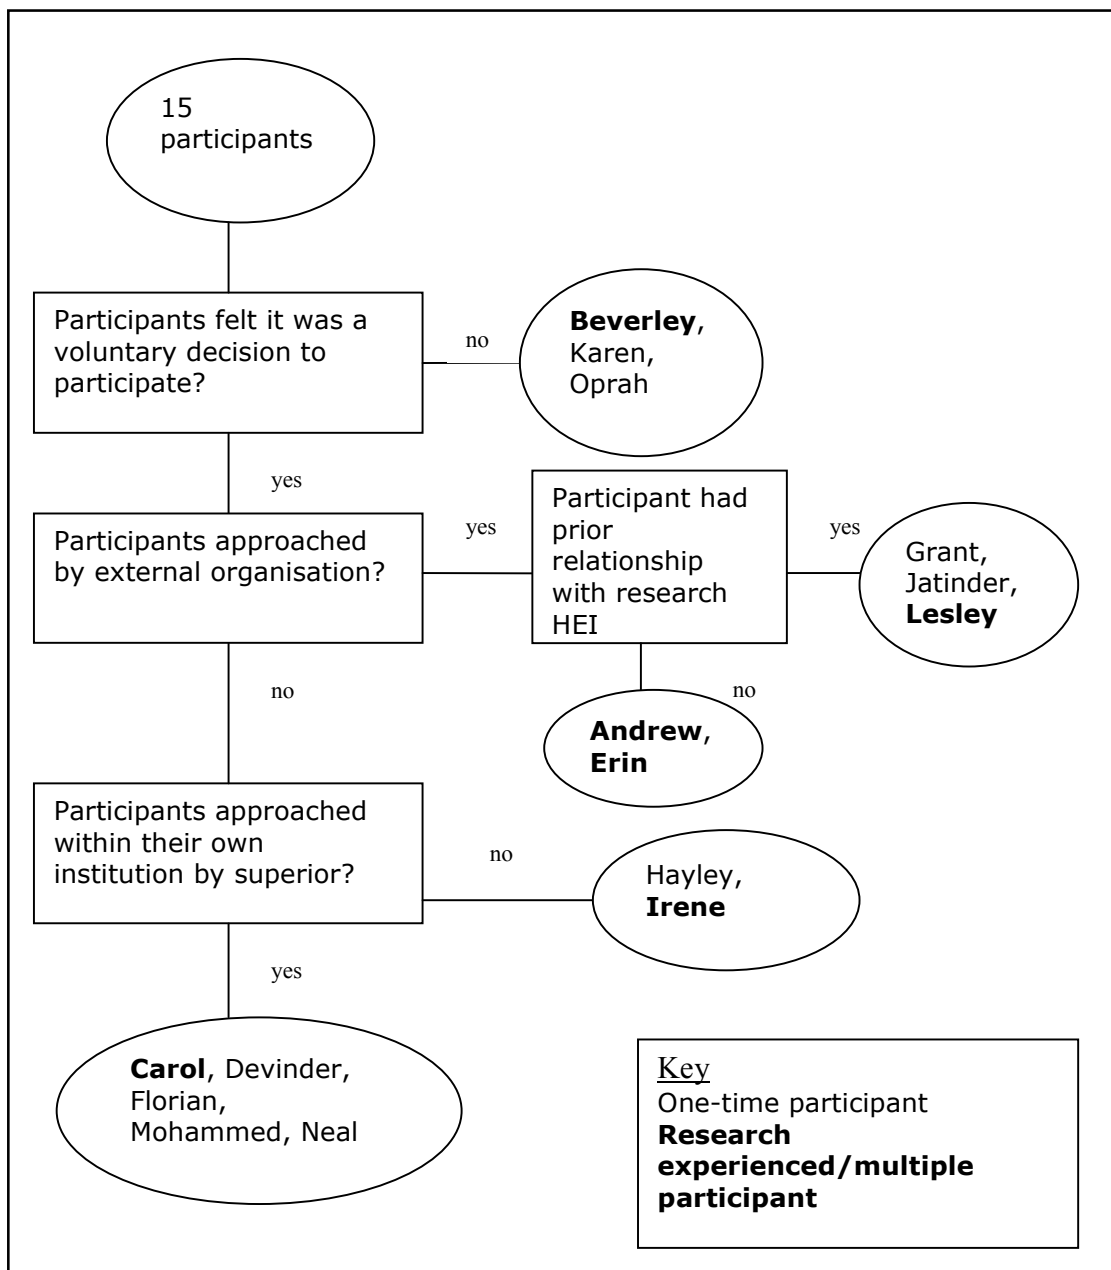 15
participants
Participants felt it was a
voluntary decision to
participate?
no
Beverley,
Karen,
Oprah
yes
Participants approached
by external organisation?
yes
Participant had
prior
relationship
with research
HEI
yes
Grant,
Jatinder,
Lesley
no
no
Andrew,
Erin
Participants approached
within their own
institution by superior?
no
Hayley,
Irene
yes
Carol, Devinder,
Florian,
Mohammed, Neal
Key
One-time participant
Research
experienced/multiple
participant